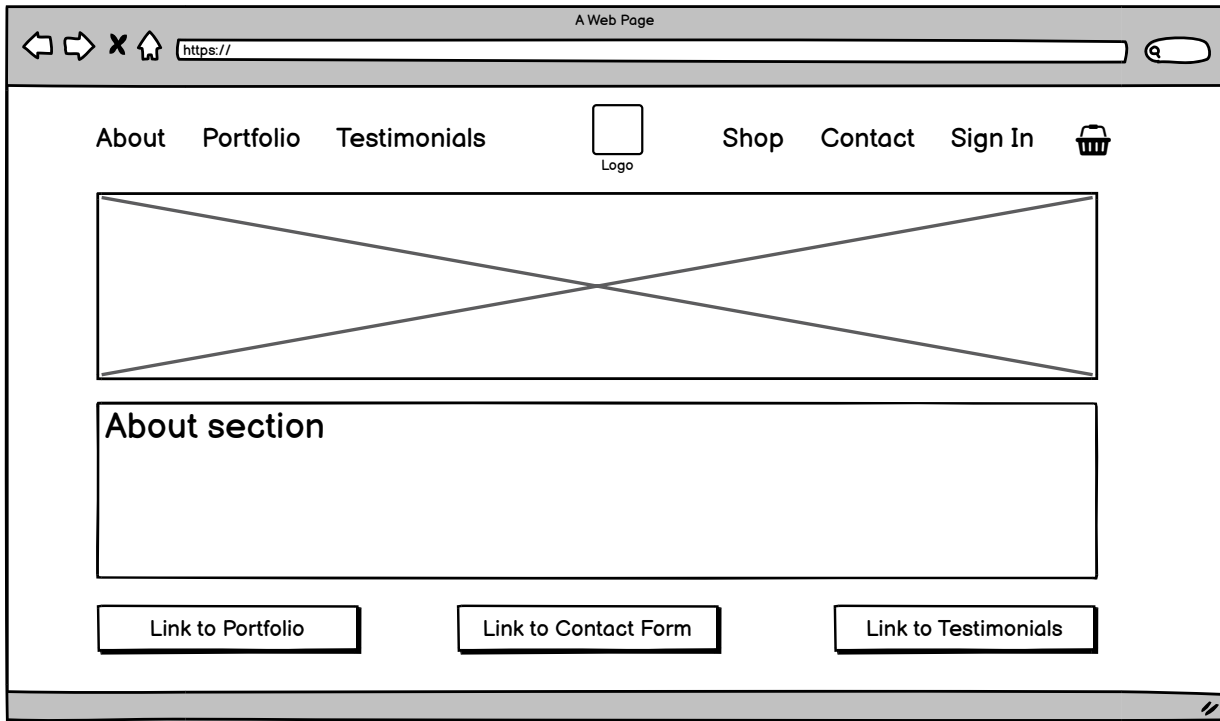 A Web Page
https://
About Portfolio Testimonials Shop Contact Sign In
Logo
About section
Link to Portfolio Link to Contact Form Link to Testimonials